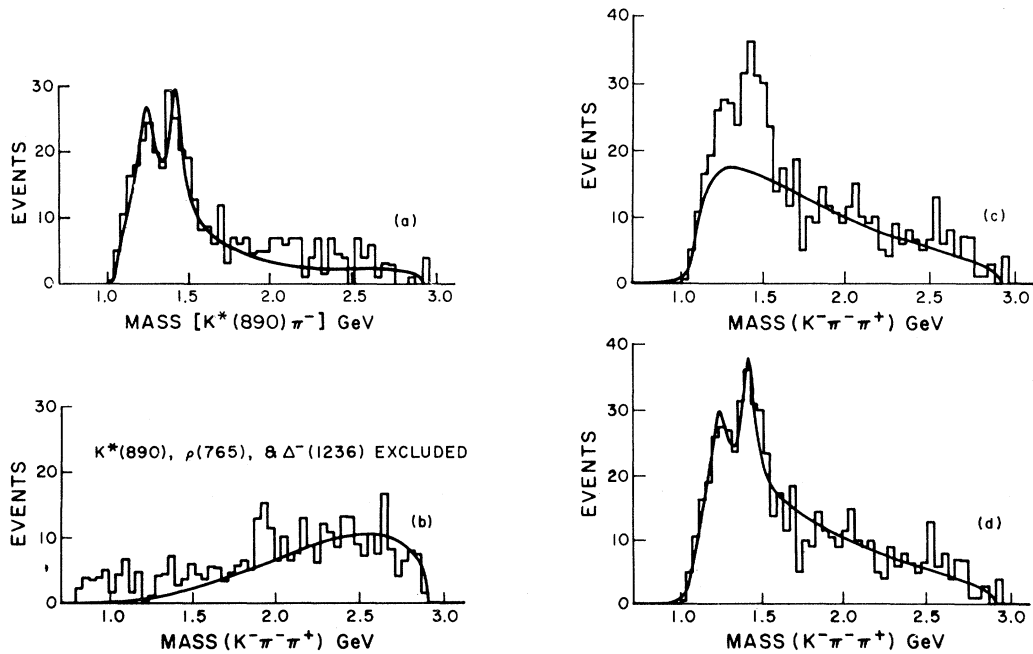 30
20
10
0
EVENTS
(a)
1.0 1.5 2.0 2.5 3.0
MASS [K*(890)π⁻] GeV
30
20
10
0
EVENTS
K*(890), ρ(765), & Δ⁻(1236) EXCLUDED
(b)
1.0 1.5 2.0 2.5 3.0
MASS (K⁻π⁻π⁺) GeV
40
30
20
10
0
EVENTS
(c)
1.0 1.5 2.0 2.5 3.0
MASS (K⁻π⁻π⁺) GeV
40
30
20
10
0
EVENTS
(d)
1.0 1.5 2.0 2.5 3.0
MASS (K⁻π⁻π⁺) GeV